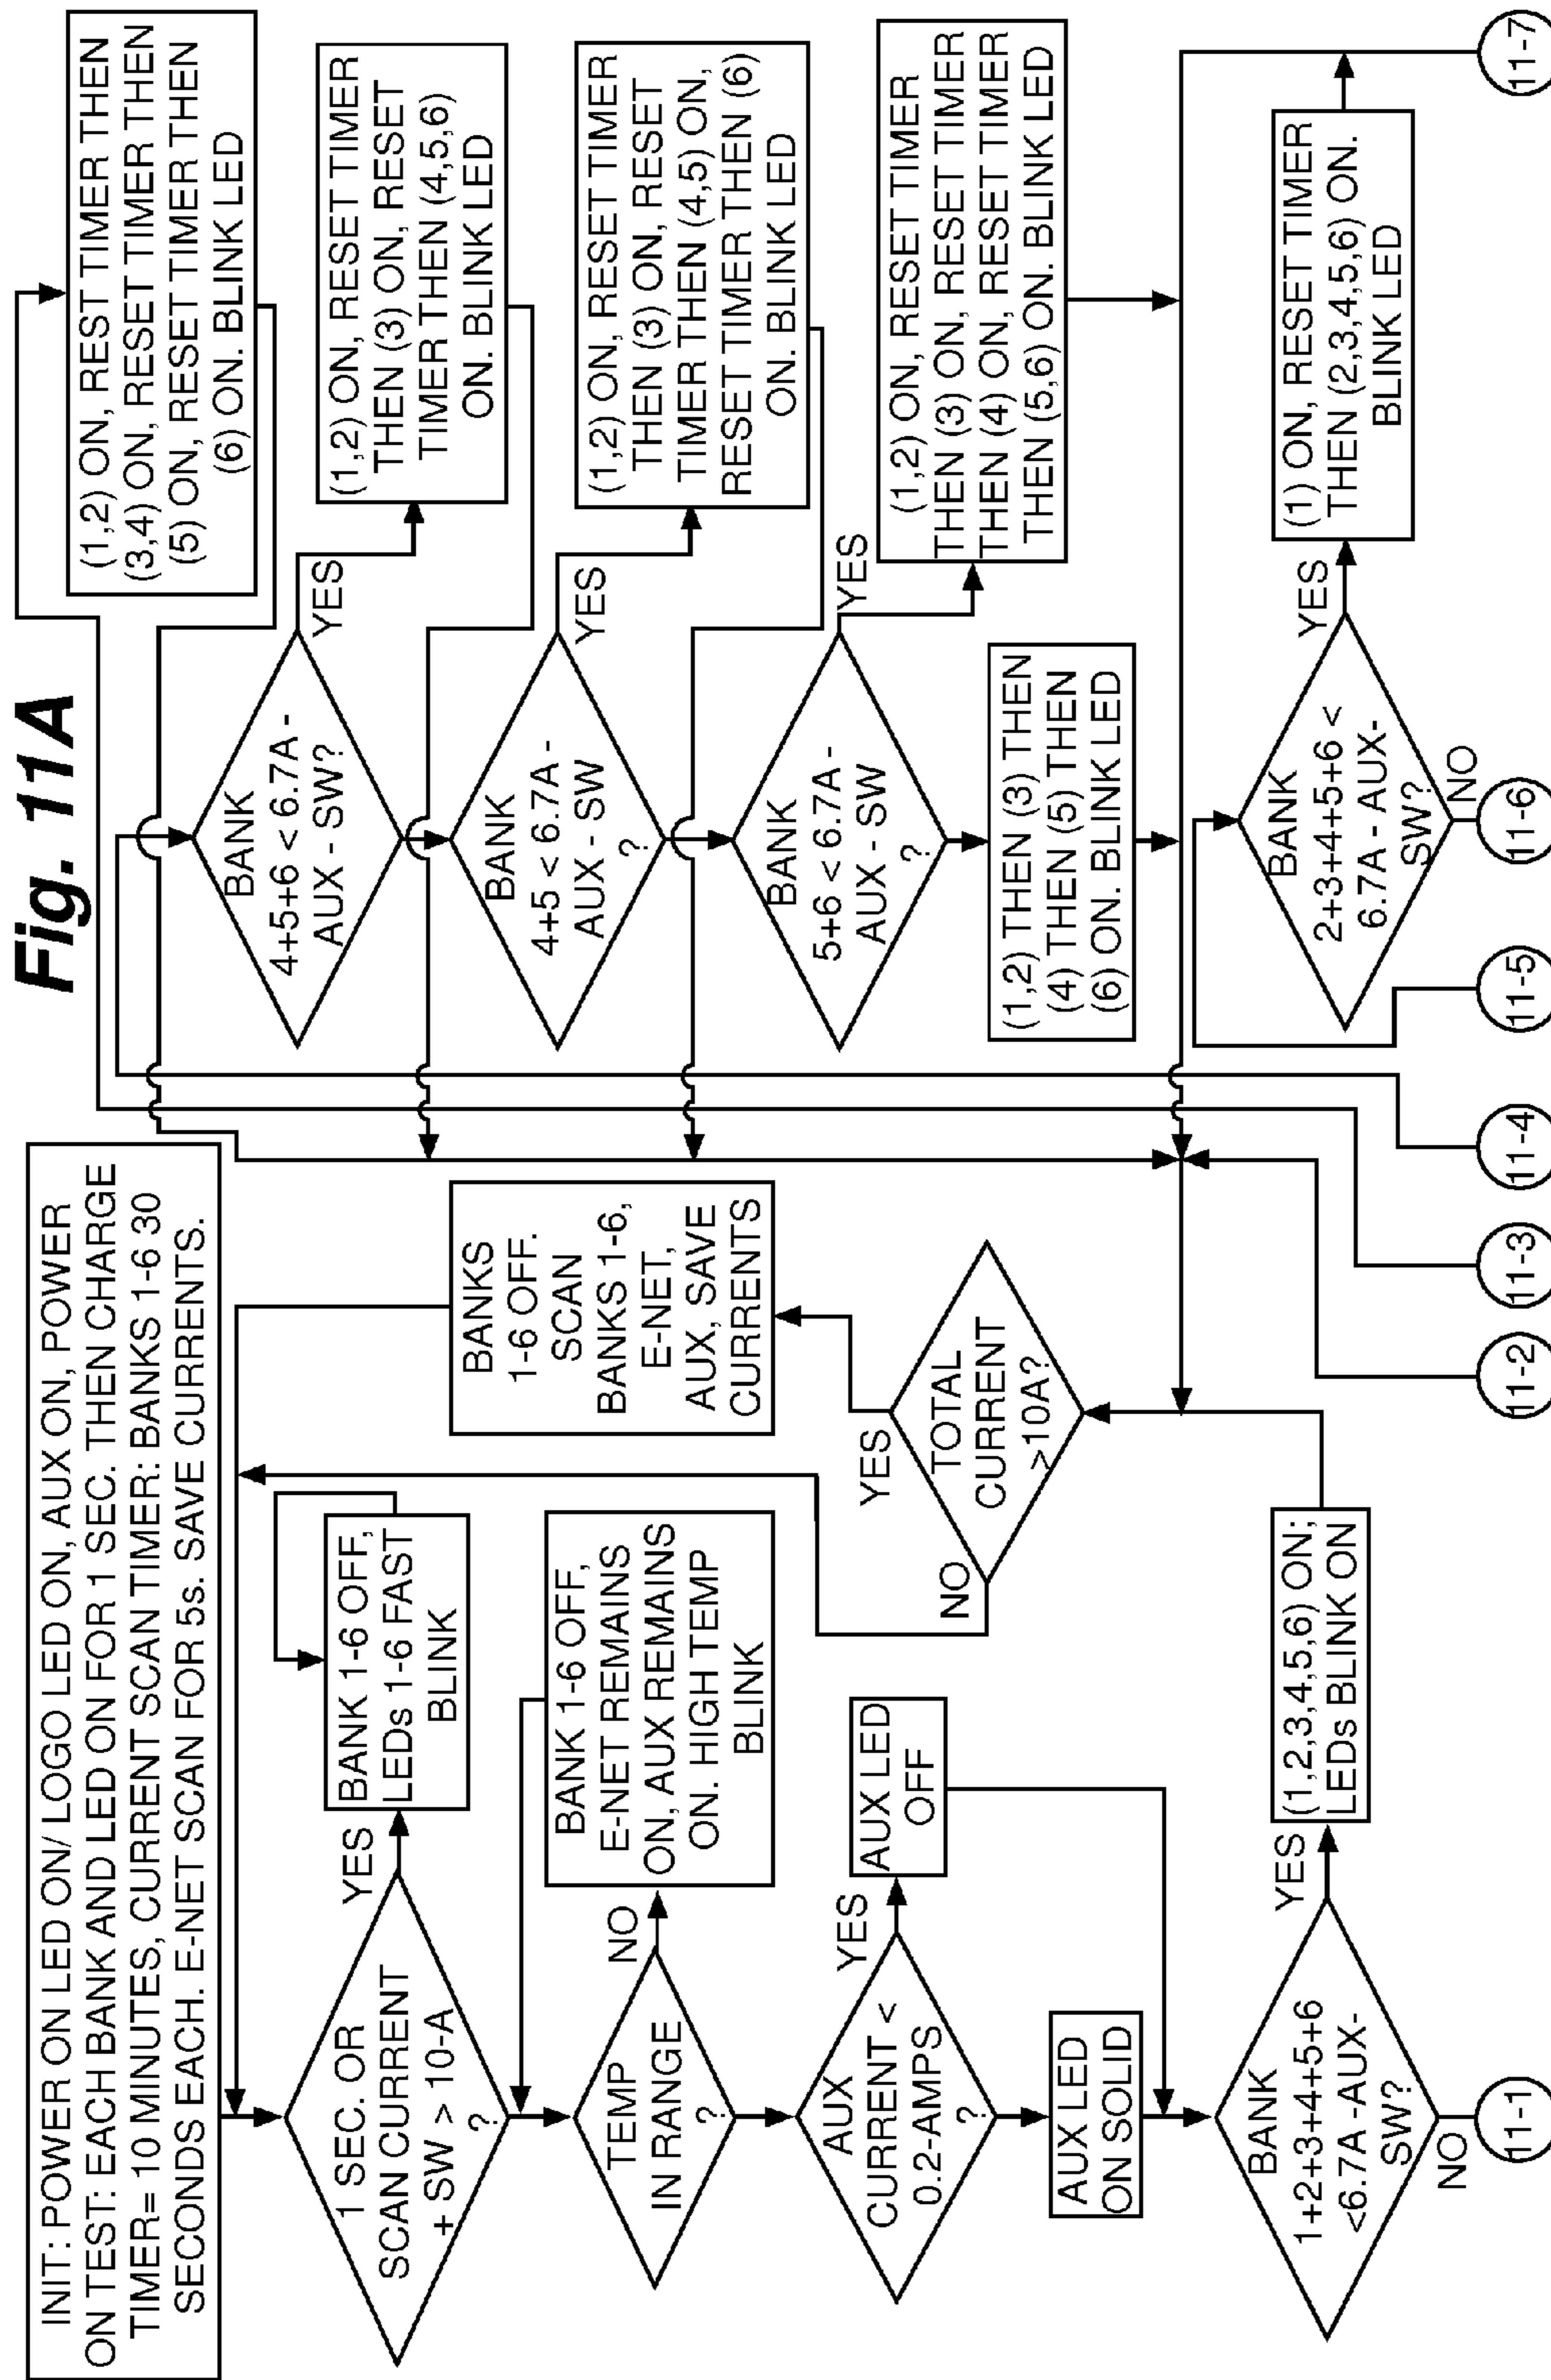 Fig. 11A
INIT: POWER ON LED ON/ LOGO LED ON, AUX ON, POWER
ON TEST: EACH BANK AND LED ON FOR 1 SEC. THEN CHARGE
TIMER= 10 MINUTES, CURRENT SCAN TIMER: BANKS 1-6 30
SECONDS EACH. E-NET SCAN FOR 5s. SAVE CURRENTS.
1 SEC. OR
SCAN CURRENT
+ SW > 10-A
?
YES
BANK 1-6 OFF,
LEDs 1-6 FAST
BLINK
TEMP
IN RANGE
?
NO
BANK 1-6 OFF,
E-NET REMAINS
ON, AUX REMAINS
ON. HIGH TEMP
BLINK
AUX
CURRENT <
0.2-AMPS
?
YES
AUX LED
OFF
AUX LED
ON SOLID
BANK
1+2+3+4+5+6
<6.7A -AUX-
SW?
YES
NO
(1,2,3,4,5,6) ON;
LEDs BLINK ON
11-1
BANKS
1-6 OFF.
SCAN
BANKS 1-6,
E-NET,
AUX, SAVE
CURRENTS
TOTAL
CURRENT
>10A?
YES
NO
11-2
11-3
11-4
(1,2) ON, REST TIMER THEN
(3,4) ON, RESET TIMER THEN
(5) ON, RESET TIMER THEN
(6) ON. BLINK LED
BANK
4+5+6 < 6.7A -
AUX - SW?
YES
(1,2) ON, RESET TIMER
THEN (3) ON, RESET
TIMER THEN (4,5,6)
ON. BLINK LED
BANK
4+5 < 6.7A -
AUX - SW
?
YES
(1,2) ON, RESET TIMER
THEN (3) ON, RESET
TIMER THEN (4,5) ON,
RESET TIMER THEN (6)
ON. BLINK LED
BANK
5+6 < 6.7A -
AUX - SW
?
YES
(1,2) ON, RESET TIMER
THEN (3) ON, RESET TIMER
THEN (4) ON, RESET TIMER
THEN (5,6) ON. BLINK LED
(1,2) THEN (3) THEN
(4) THEN (5) THEN
(6) ON. BLINK LED
BANK
2+3+4+5+6 <
6.7A - AUX-
SW?
YES
NO
(1) ON, RESET TIMER
THEN (2,3,4,5,6) ON.
BLINK LED
11-5
11-6
11-7